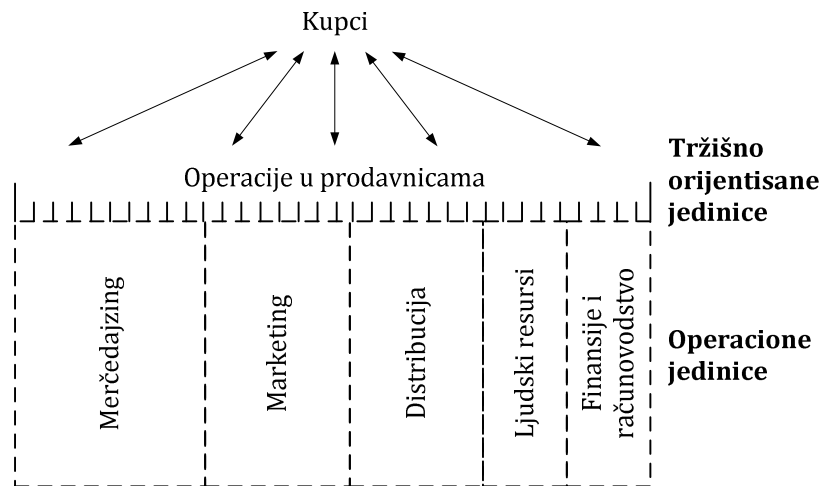 Kupci
Operacije u prodavnicama
Tržišno
orijentisane
jedinice
Merčedajzing
Marketing
Distribucija
Ljudski resursi
Finansije i
računovodstvo
Operacione
jedinice